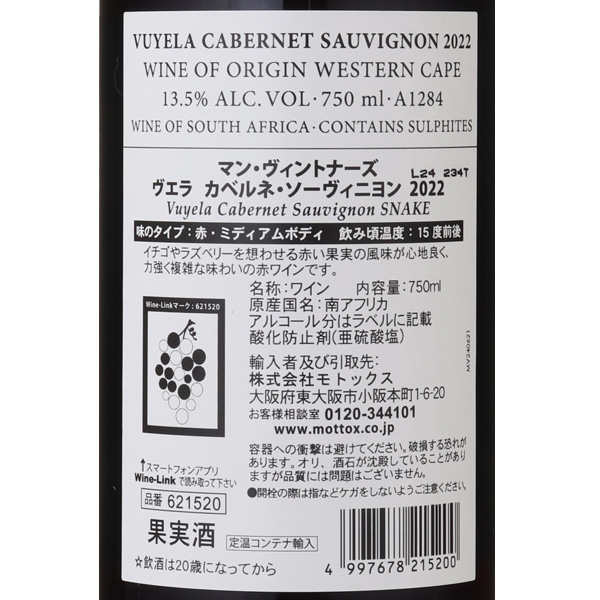 VUYELA CABERNET SAUVIGNON 2022
WINE OF ORIGIN WESTERN CAPE
13.5% ALC.VOL·750 ml·A1284
WINE OF SOUTH AFRICA·CONTAINS SULPHITES
マン・ヴィントナーズ
L24 234T
ヴエラ カベルネ・ソーヴィニヨン 2022
Vuyela Cabernet Sauvignon SNAKE
味のタイプ：赤・ミディアムボディ 飲み頃温度：15度前後
イチゴやラズベリーを想わせる赤い果実の風味が心地良く、
力強く複雑な味わいの赤ワインです。
Wine-Linkマーク：621520
↑スマートフォンアプリ
Wine-Link で読み取って下さい
品番 621520
名称：ワイン 内容量：750ml
原産国名：南アフリカ
アルコール分はラベルに記載
酸化防止剤(亜硫酸塩)
輸入者及び引取先：
株式会社モトックス
大阪府東大阪市小阪本町1-6-20
お客様相談室 0120-344101
www.mottox.co.jp
容器への衝撃は避けてください。破損する恐れが
あります。オリ、酒石が沈殿していることがあり
ますが品質には問題はございません。
●開栓の際は指などケガをしないようご注意ください。
MV240621
果実酒 定温コンテナ輸入
☆飲酒は20歳になってから
4 997678 215200